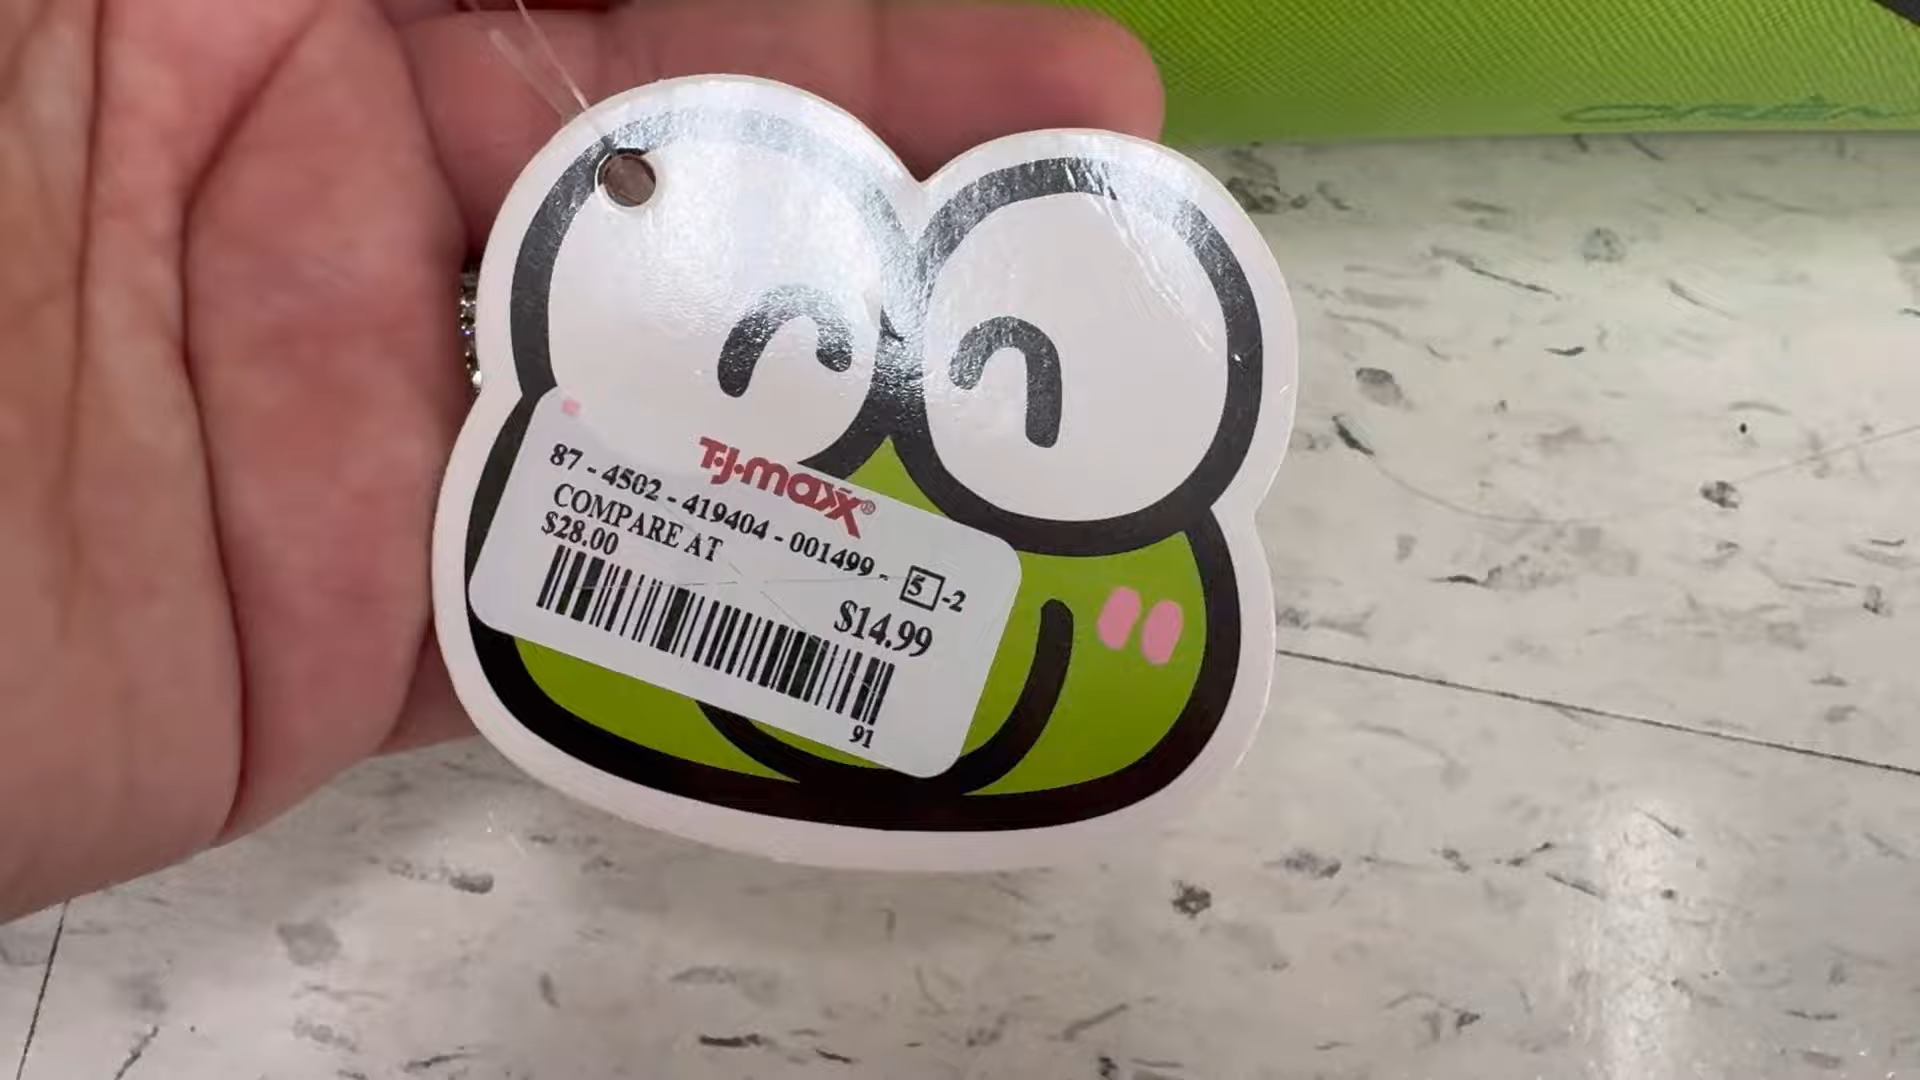 T·J·maxx®
87 - 4502 - 419404 - 001499 - 5 -2
COMPARE AT
$28.00
$14.99
91